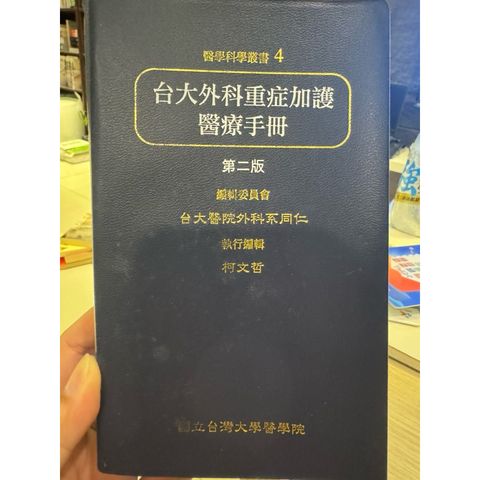 醫學科學叢書 4
台大外科重症加護
醫療手冊
第二版
編輯委員會
台大醫院外科系同仁
執行編輯
柯文哲
國立台灣大學醫學院
強